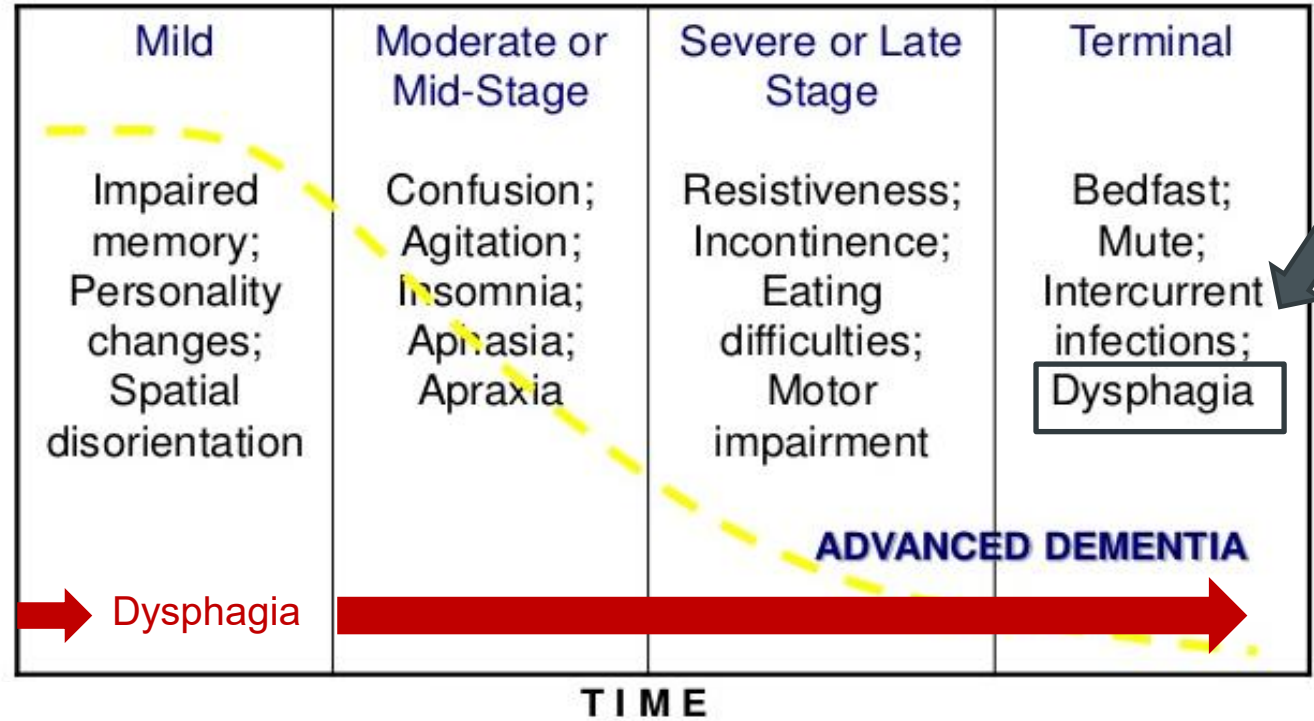 Mild
Impaired
memory;
Personality
changes;
Spatial
disorientation
Moderate or
Mid-Stage
Confusion;
Agitation;
Insomnia;
Aphasia;
Apraxia
Severe or Late
Stage
Resistiveness;
Incontinence;
Eating
difficulties;
Motor
impairment
Terminal
Bedfast;
Mute;
Intercurrent
infections;
Dysphagia
ADVANCED DEMENTIA
Dysphagia
TIME